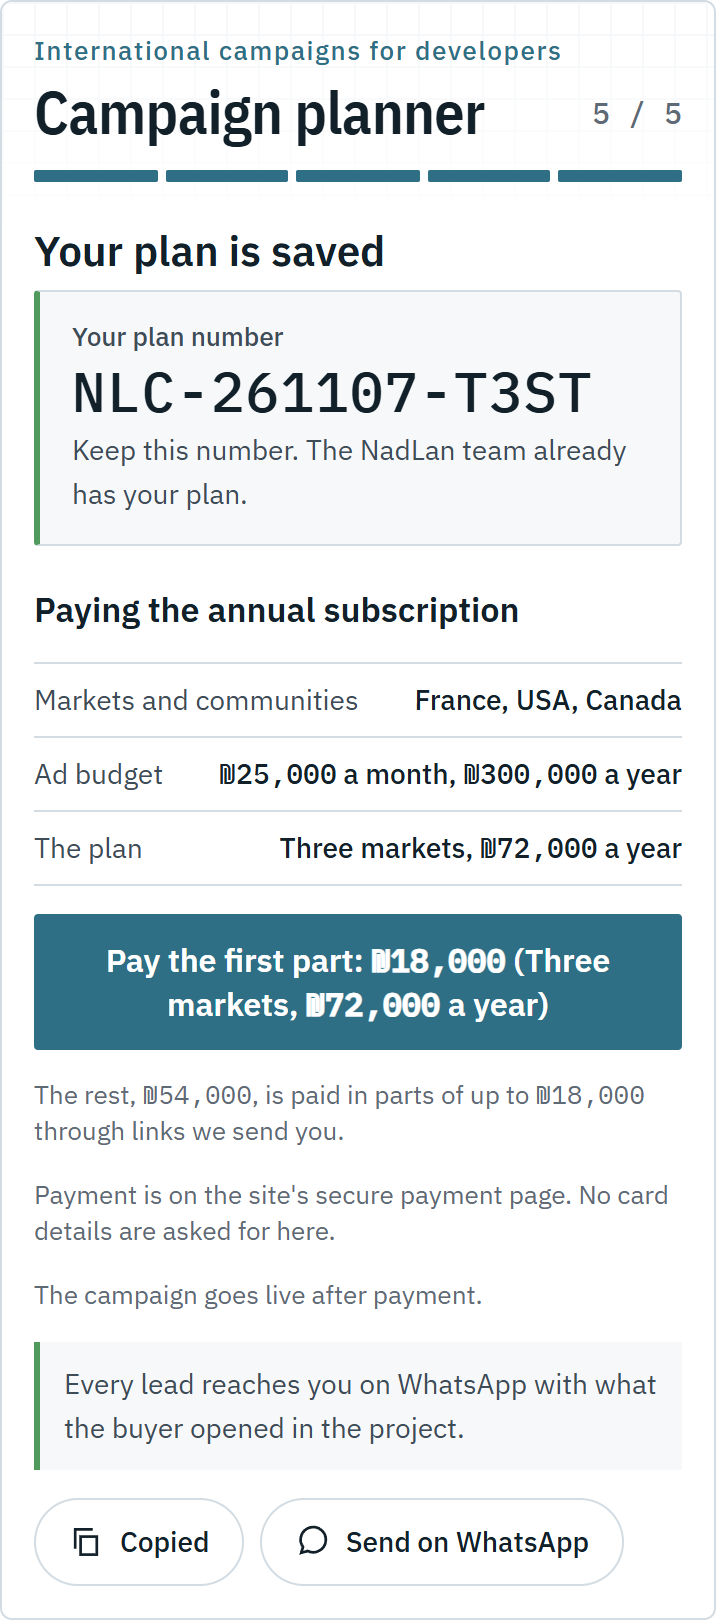 International campaigns for developers
Campaign planner
5 / 5
Your plan is saved
Your plan number
NLC-261107-T3ST
Keep this number. The NadLan team already
has your plan.
Paying the annual subscription
Markets and communities France, USA, Canada
Ad budget ₪25,000 a month, ₪300,000 a year
The plan Three markets, ₪72,000 a year
Pay the first part: ₪18,000 (Three
markets, ₪72,000 a year)
The rest, ₪54,000, is paid in parts of up to ₪18,000
through links we send you.
Payment is on the site's secure payment page. No card
details are asked for here.
The campaign goes live after payment.
Every lead reaches you on WhatsApp with what
the buyer opened in the project.
Copied
Send on WhatsApp